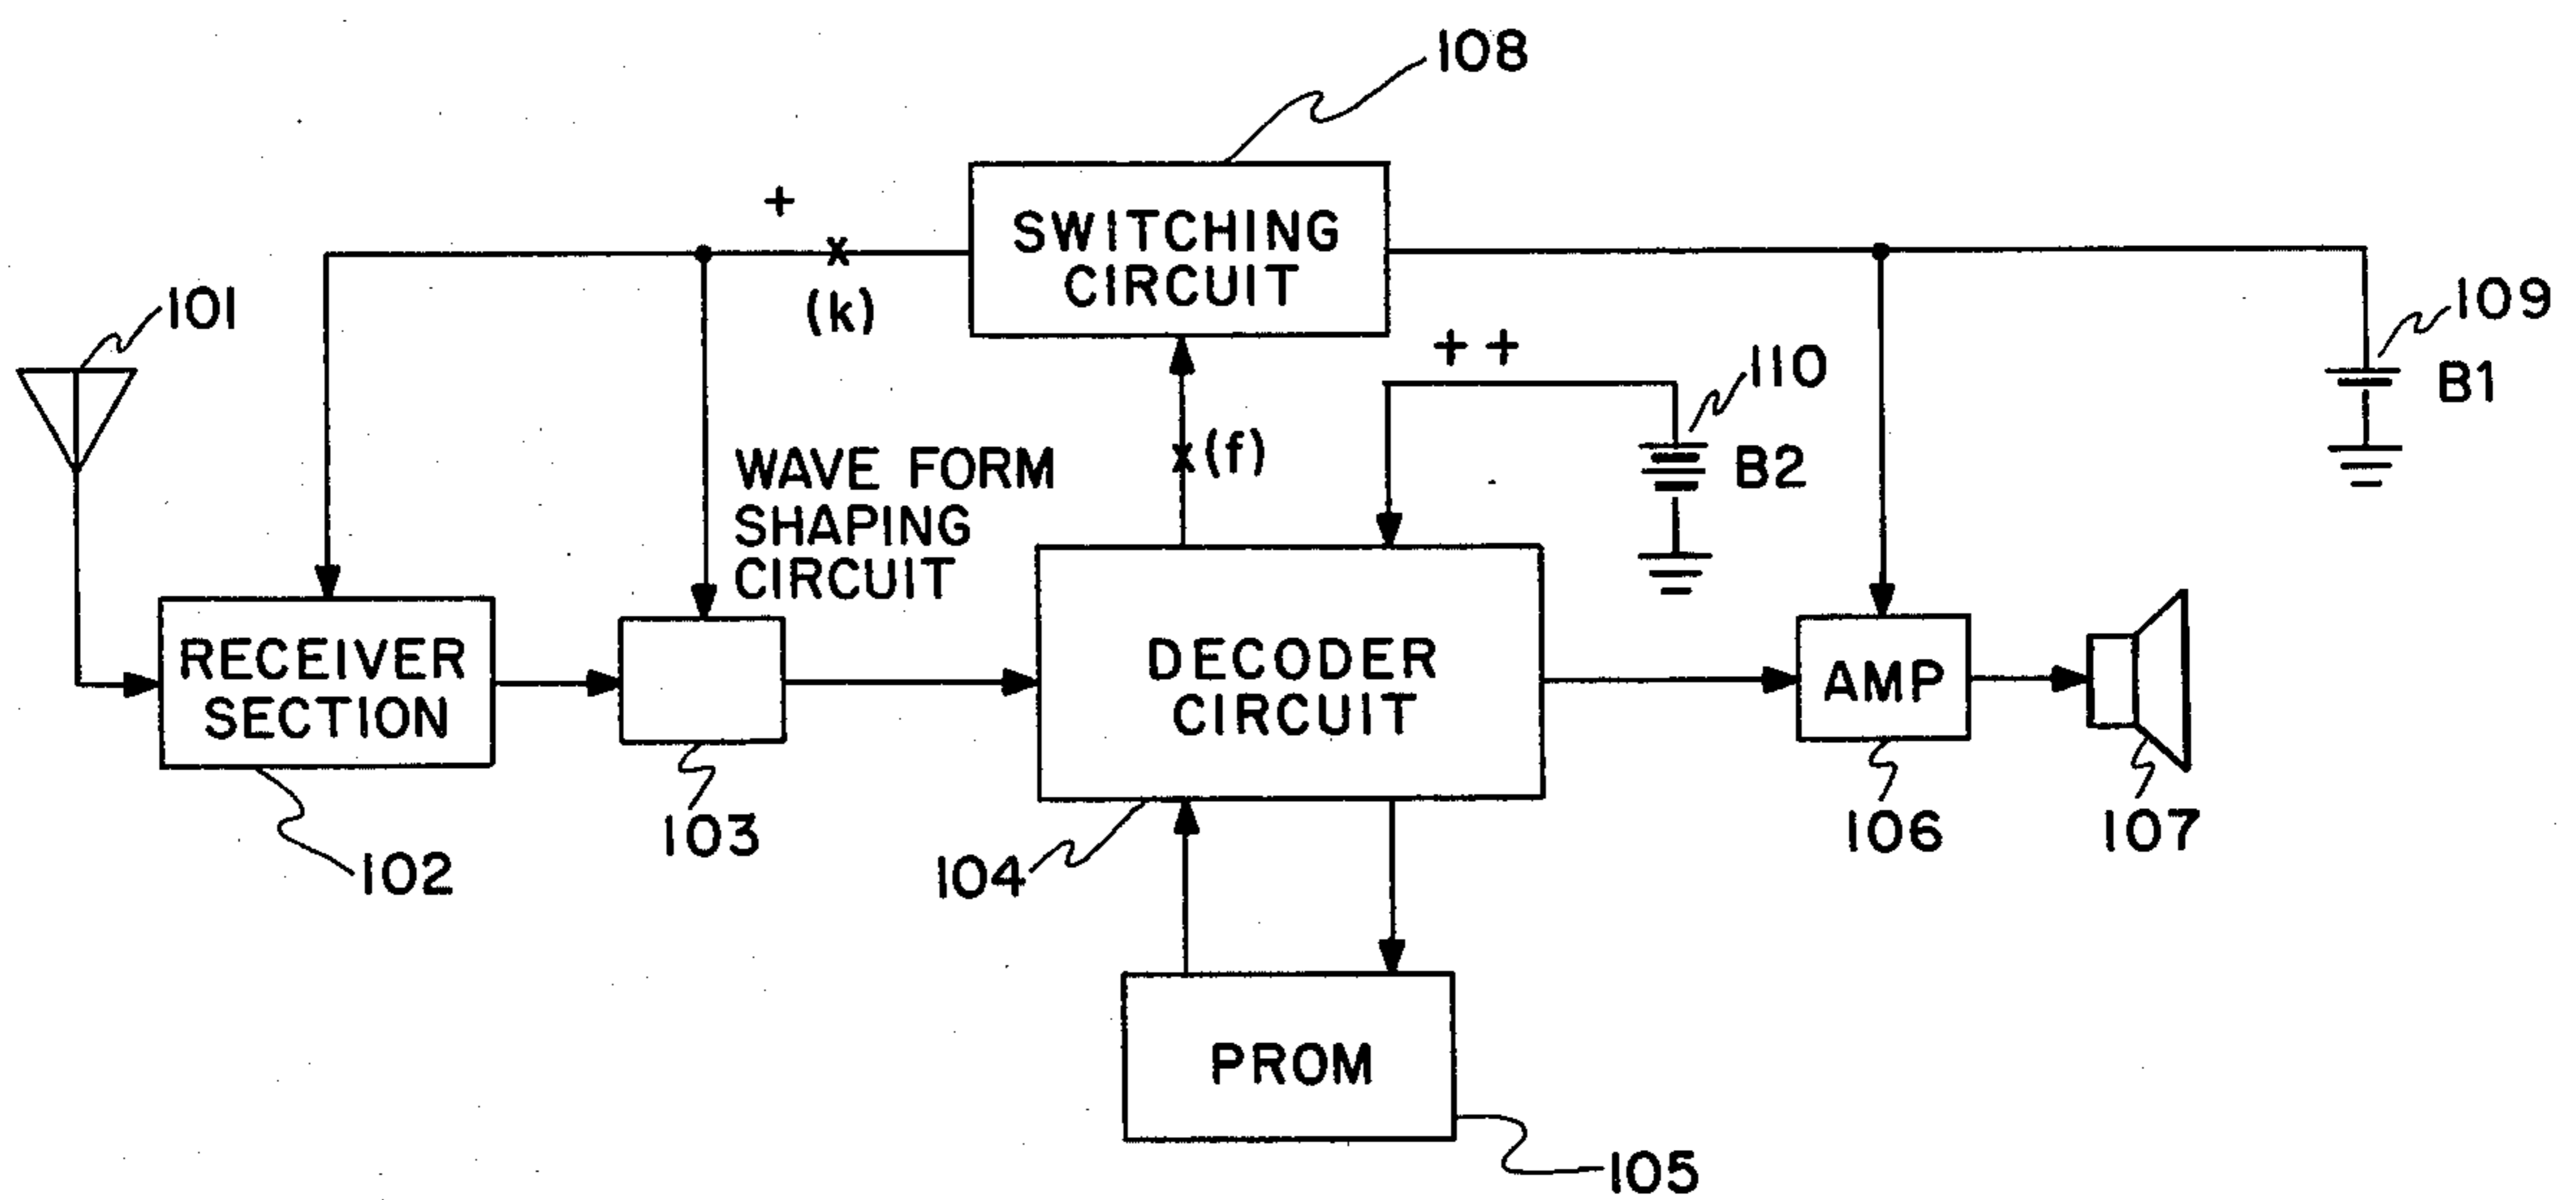 108
SWITCHING
CIRCUIT
+
x
(k)
101
109
B1
+ +
110
B2
x (f)
WAVE FORM
SHAPING
CIRCUIT
RECEIVER
SECTION
DECODER
CIRCUIT
AMP
102
103
104
106
107
PROM
105